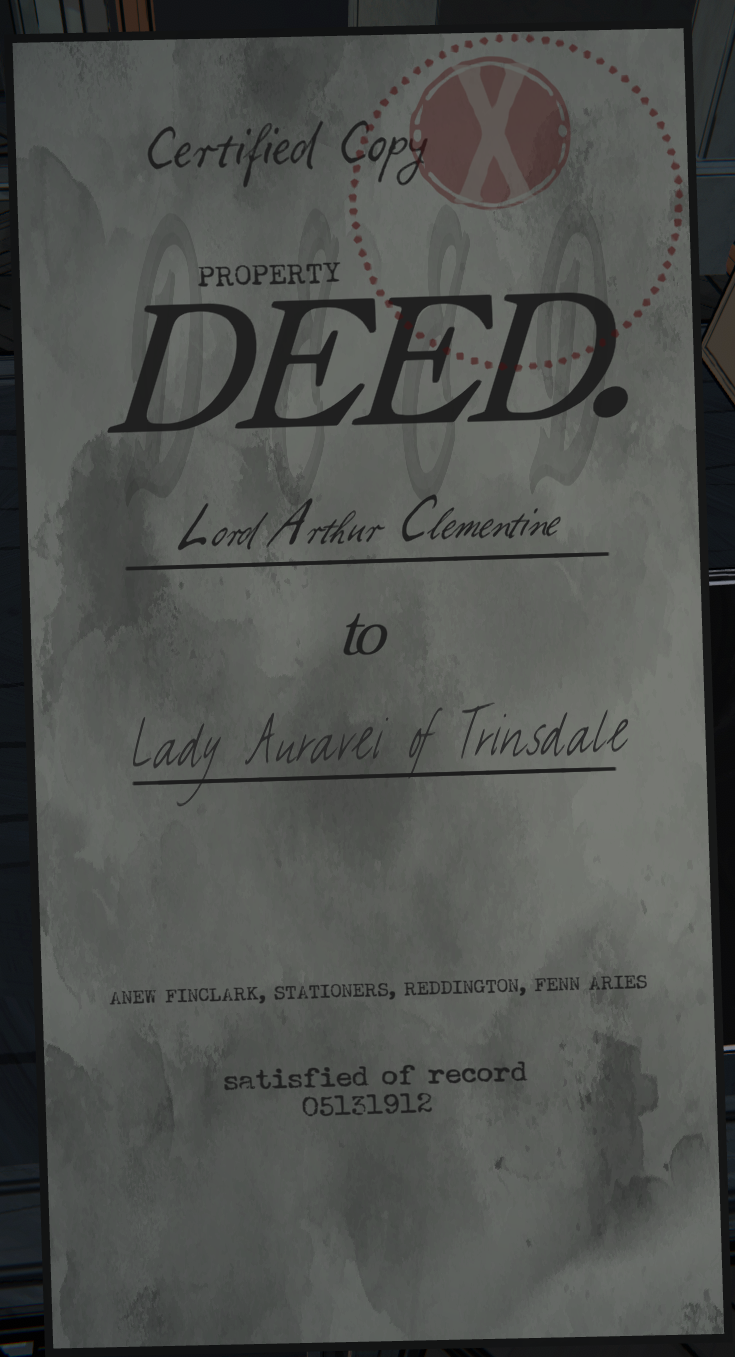 Certified Copy
X
PROPERTY
DEED.
Lord Arthur Clementine
to
Lady Auravei of Trinsdale
ANEW FINCLARK, STATIONERS, REDDINGTON, FENN ARIES
satisfied of record
05131912